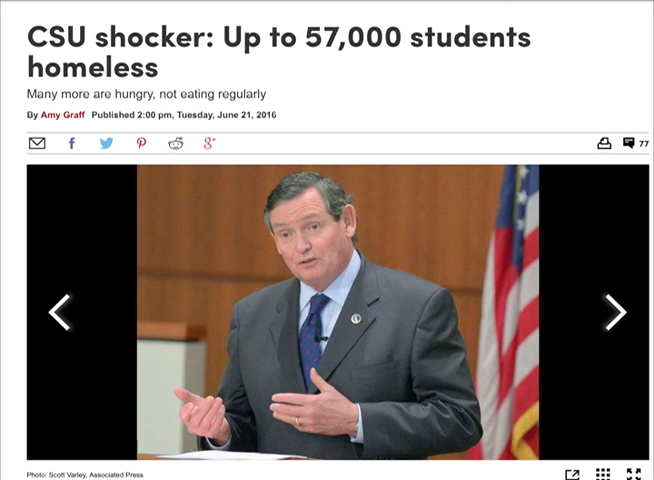 CSU shocker: Up to 57,000 students
homeless
Many more are hungry, not eating regularly
By Amy Graff Published 2:00 pm, Tuesday, June 21, 2016
77
Photo: Scott Varley, Associated Press